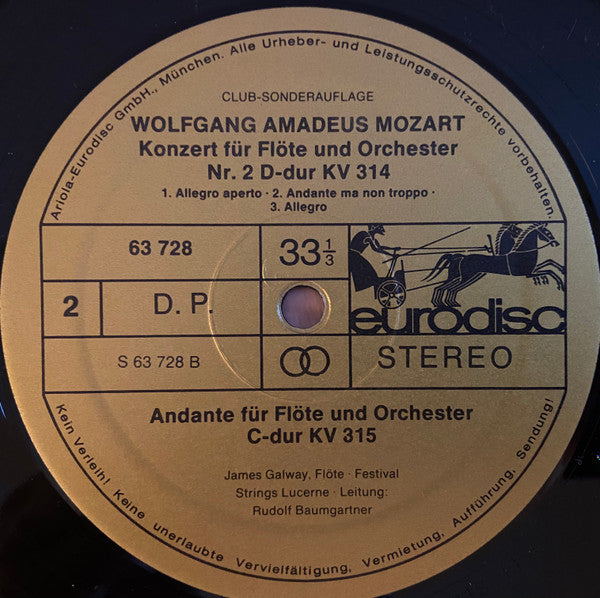 Ariola-Eurodisc GmbH., München. Alle Urheber- und Leistungsschutzrechte vorbehalten.
CLUB-SONDERAUFLAGE
WOLFGANG AMADEUS MOZART
Konzert für Flöte und Orchester
Nr. 2 D-dur KV 314
1. Allegro aperto · 2. Andante ma non troppo ·
3. Allegro
63 728
33 1/3
2
D. P.
eurodisc
S 63 728 B
STEREO
Andante für Flöte und Orchester
C-dur KV 315
James Galway, Flöte · Festival
Strings Lucerne · Leitung:
Rudolf Baumgartner
Kein Verleih! Keine unerlaubte Vervielfältigung, Vermietung, Aufführung, Sendung!